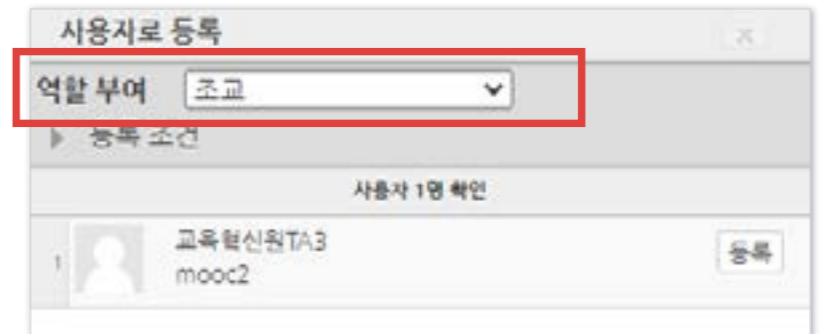 사용자로 등록
역할 부여 조교
등록 조건
사용자 1명 확인
1 교육혁신원TA3
mooc2
등록